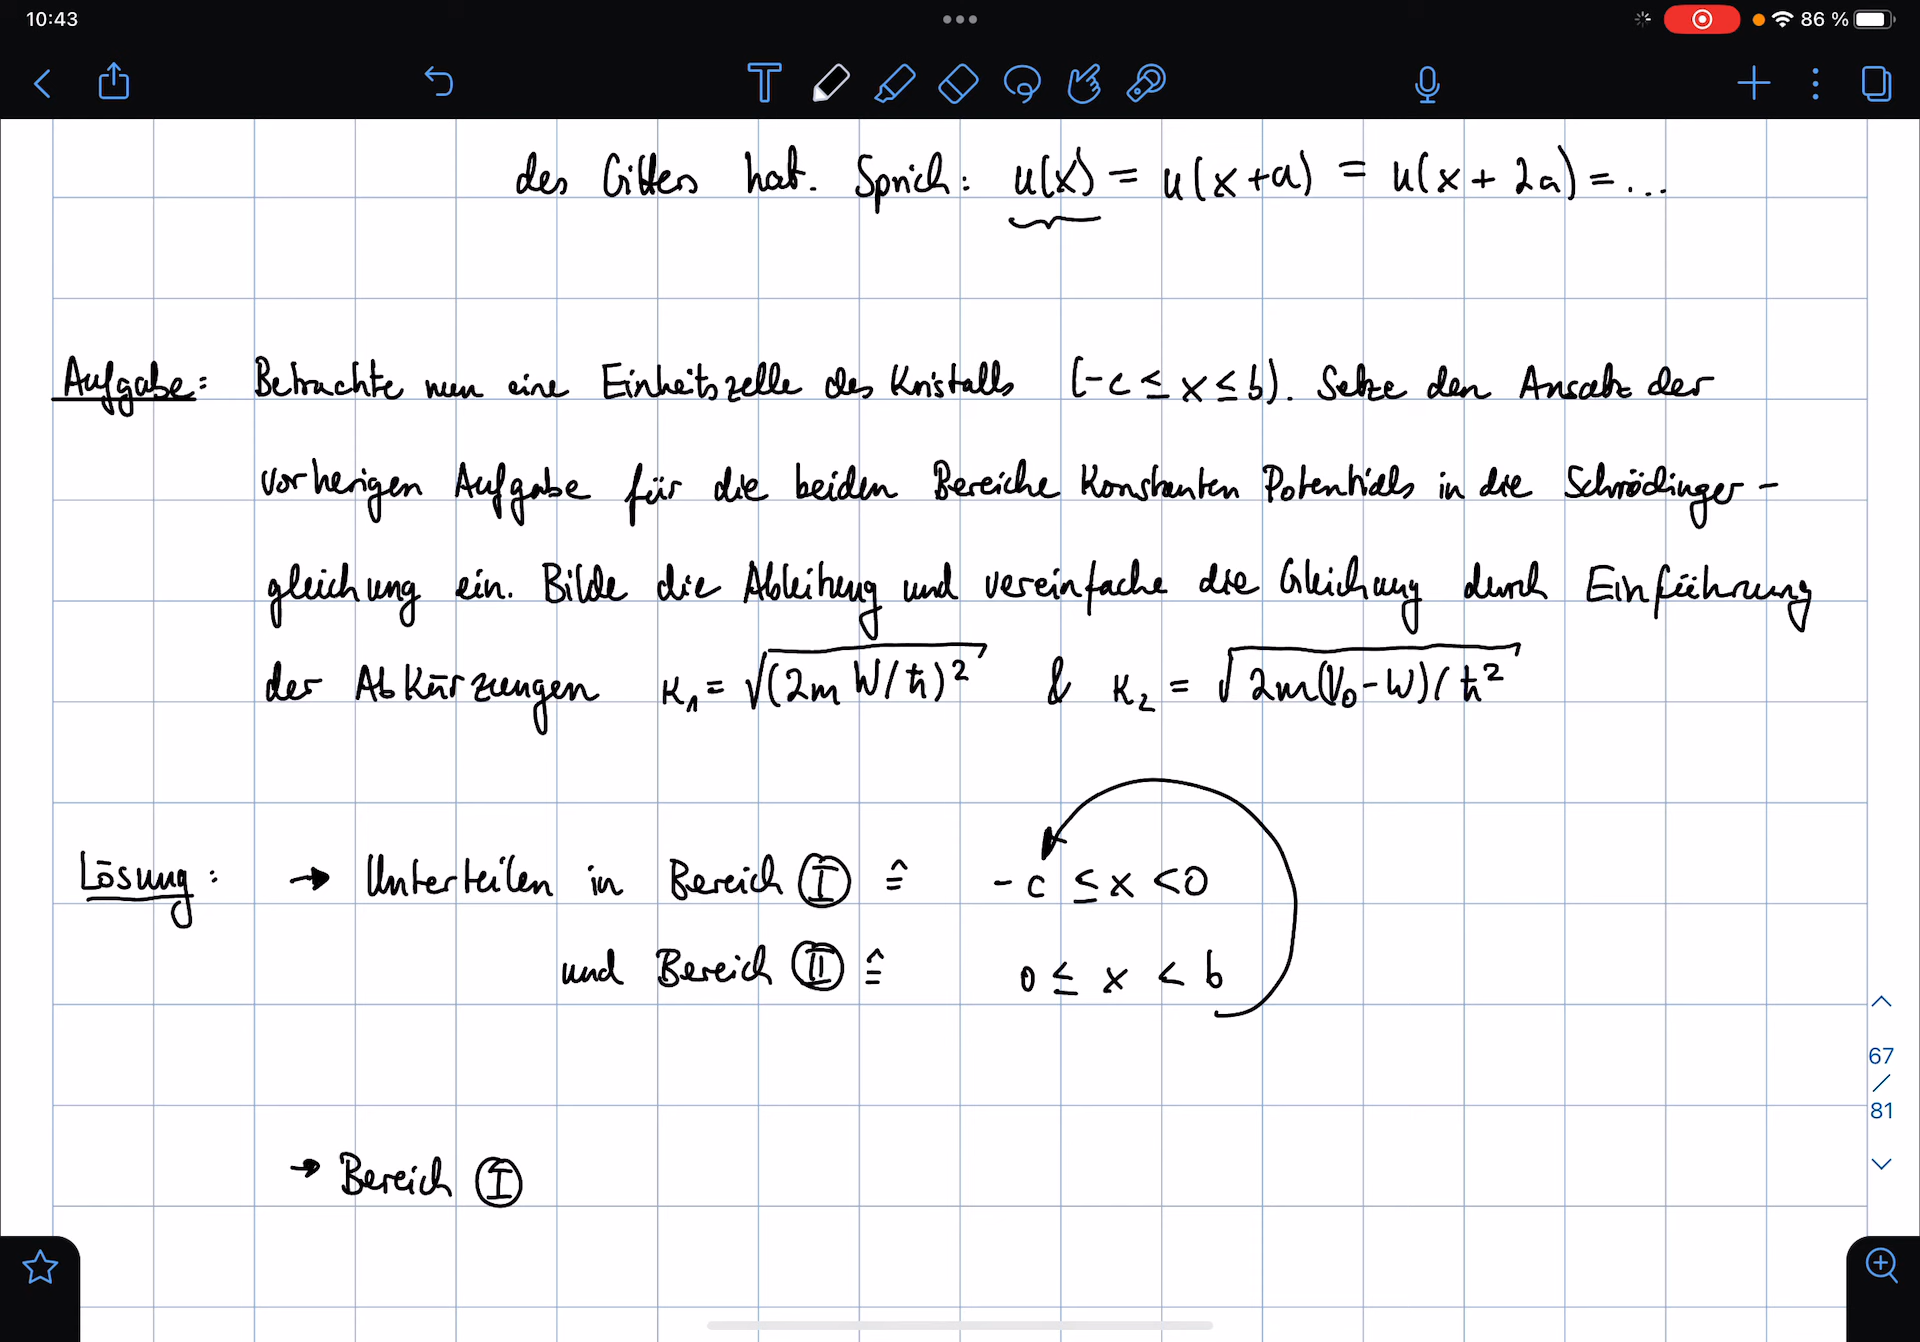 10:43
86 %
des Gitters hat. Sprich: u(x) = u(x+a) = u(x+2a) = ...
Aufgabe: Betrachte nun eine Einheitszelle des Kristalls (-c ≤ x ≤ b). Setze den Ansatz der
vorherigen Aufgabe für die beiden Bereiche konstanten Potentials in die Schrödinger-
gleichung ein. Bilde die Ableitung und vereinfache die Gleichung durch Einführung
der Abkürzungen κ₁ = √(2m W/ħ)² & κ₂ = √2m(V₀-W)/ħ²
Lösung: → Unterteilen in Bereich Ⅰ ≙ -c ≤ x < 0
und Bereich Ⅱ ≙ 0 ≤ x < b
67
/
81
→ Bereich Ⅰ